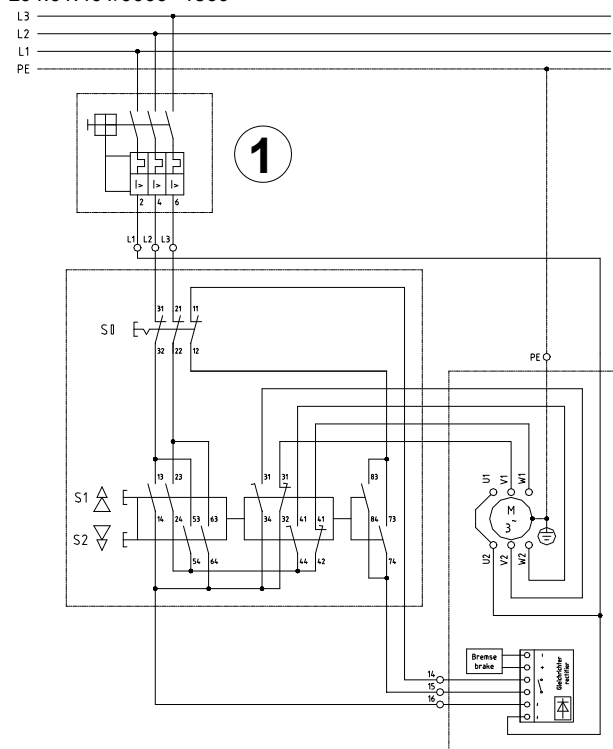 L3
L2
L1
PE
1
I> I> I>
2 4 6
L1 L2 L3
31 21 11
S0
32 22 12
PE
31 31 83
13 23
S1
14 24 53 63 34 32 41 41 84 73
S2
54 64 44 42 74
U1 V1 W1
M
3~
U2 V2 W2
Bremse
brake
Gleichrichter
rectifier
14
15
16